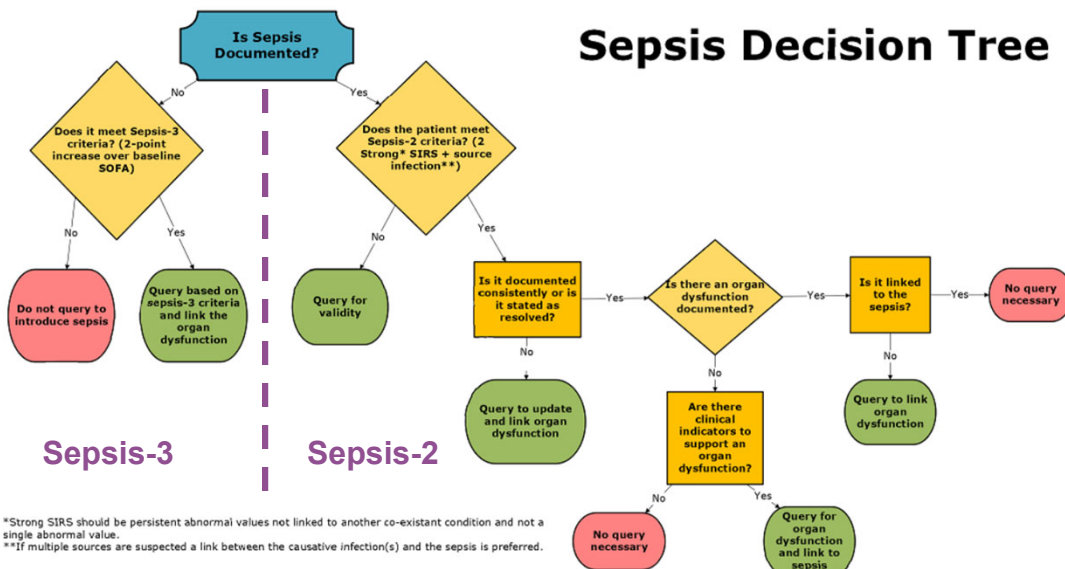 Sepsis Decision Tree
Is Sepsis
Documented?
No
Yes
Does it meet Sepsis-3
criteria? (2-point
increase over baseline
SOFA)
Does the patient meet
Sepsis-2 criteria? (2
Strong* SIRS + source
infection**)
No
Yes
No
Yes
Do not query to
introduce sepsis
Query based on
sepsis-3 criteria
and link the
organ
dysfunction
Query for
validity
Is it documented
consistently or is
it stated as
resolved?
Yes
Is there an organ
dysfunction
documented?
Yes
Is it linked
to the
sepsis?
Yes
No query
necessary
No
No
No
Query to update
and link organ
dysfunction
Are there
clinical
indicators to
support an
organ
dysfunction?
Query to link
organ
dysfunction
Sepsis-3
Sepsis-2
No
Yes
No query
necessary
Query for
organ
dysfunction
and link to
sepsis
*Strong SIRS should be persistent abnormal values not linked to another co-existant condition and not a
single abnormal value.
**If multiple sources are suspected a link between the causative infection(s) and the sepsis is preferred.